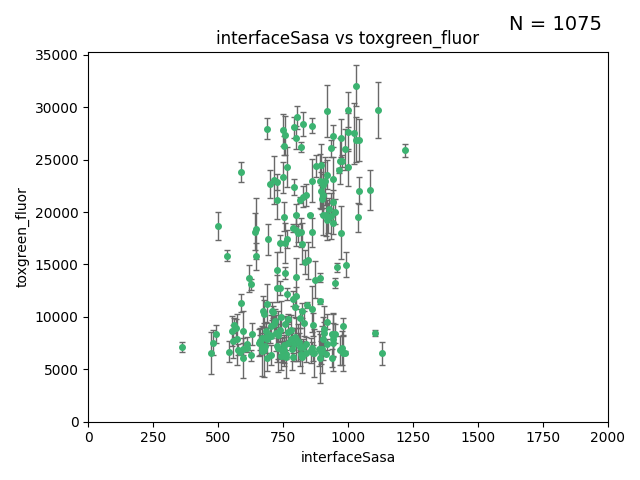 N = 1075
interfaceSasa vs toxgreen_fluor
toxgreen_fluor
35000
30000
25000
20000
15000
10000
5000
0
0 250 500 750 1000 1250 1500 1750 2000
interfaceSasa